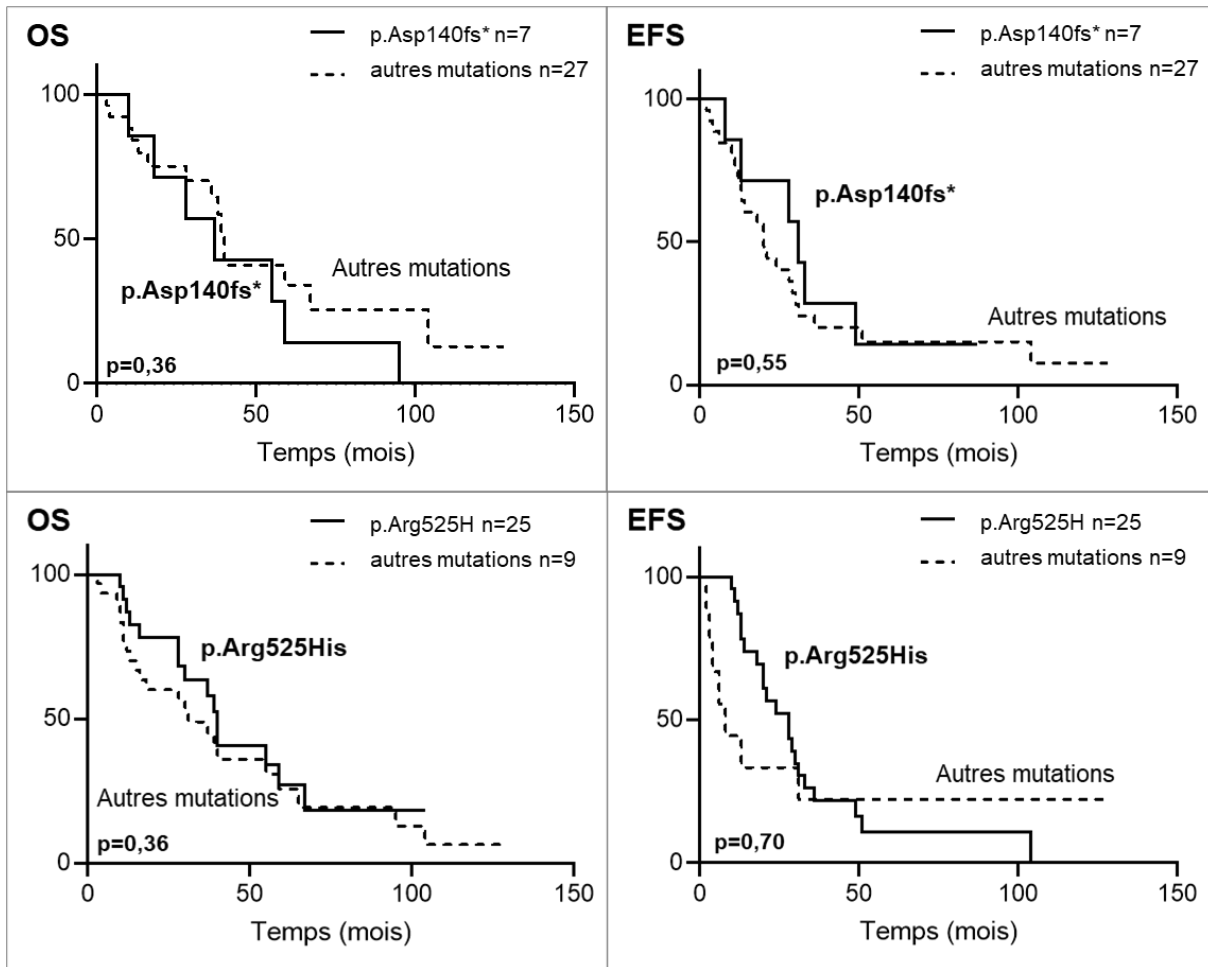 OS
p.Asp140fs* n=7
autres mutations n=27
100
50
0
Autres mutations
p.Asp140fs*
p=0,36
0 50 100 150
Temps (mois)
EFS
p.Asp140fs* n=7
autres mutations n=27
100
50
0
p.Asp140fs*
Autres mutations
p=0,55
0 50 100 150
Temps (mois)
OS
p.Arg525H n=25
autres mutations n=9
100
50
0
p.Arg525His
Autres mutations
p=0,36
0 50 100 150
Temps (mois)
EFS
p.Arg525H n=25
autres mutations n=9
100
50
0
p.Arg525His
Autres mutations
p=0,70
0 50 100 150
Temps (mois)